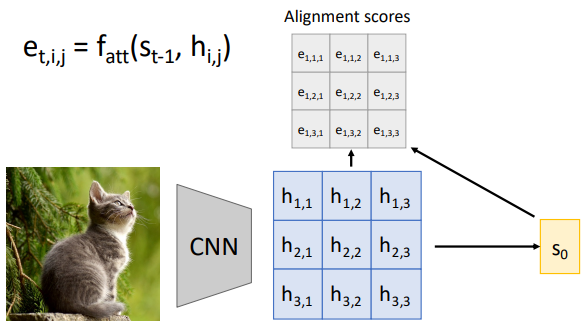 Alignment scores
e_{t,i,j} = f_{att}(s_{t-1}, h_{i,j})
e_{1,1,1} e_{1,1,2} e_{1,1,3}
e_{1,2,1} e_{1,2,2} e_{1,2,3}
e_{1,3,1} e_{1,3,2} e_{1,3,3}
CNN
h_{1,1} h_{1,2} h_{1,3}
h_{2,1} h_{2,2} h_{2,3}
h_{3,1} h_{3,2} h_{3,3}
s_0